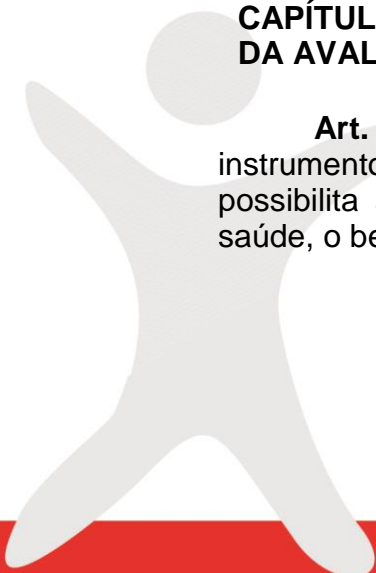 CAPÍTUL
DA AVAL
Art.
instrumento
possibilita
saúde, o be